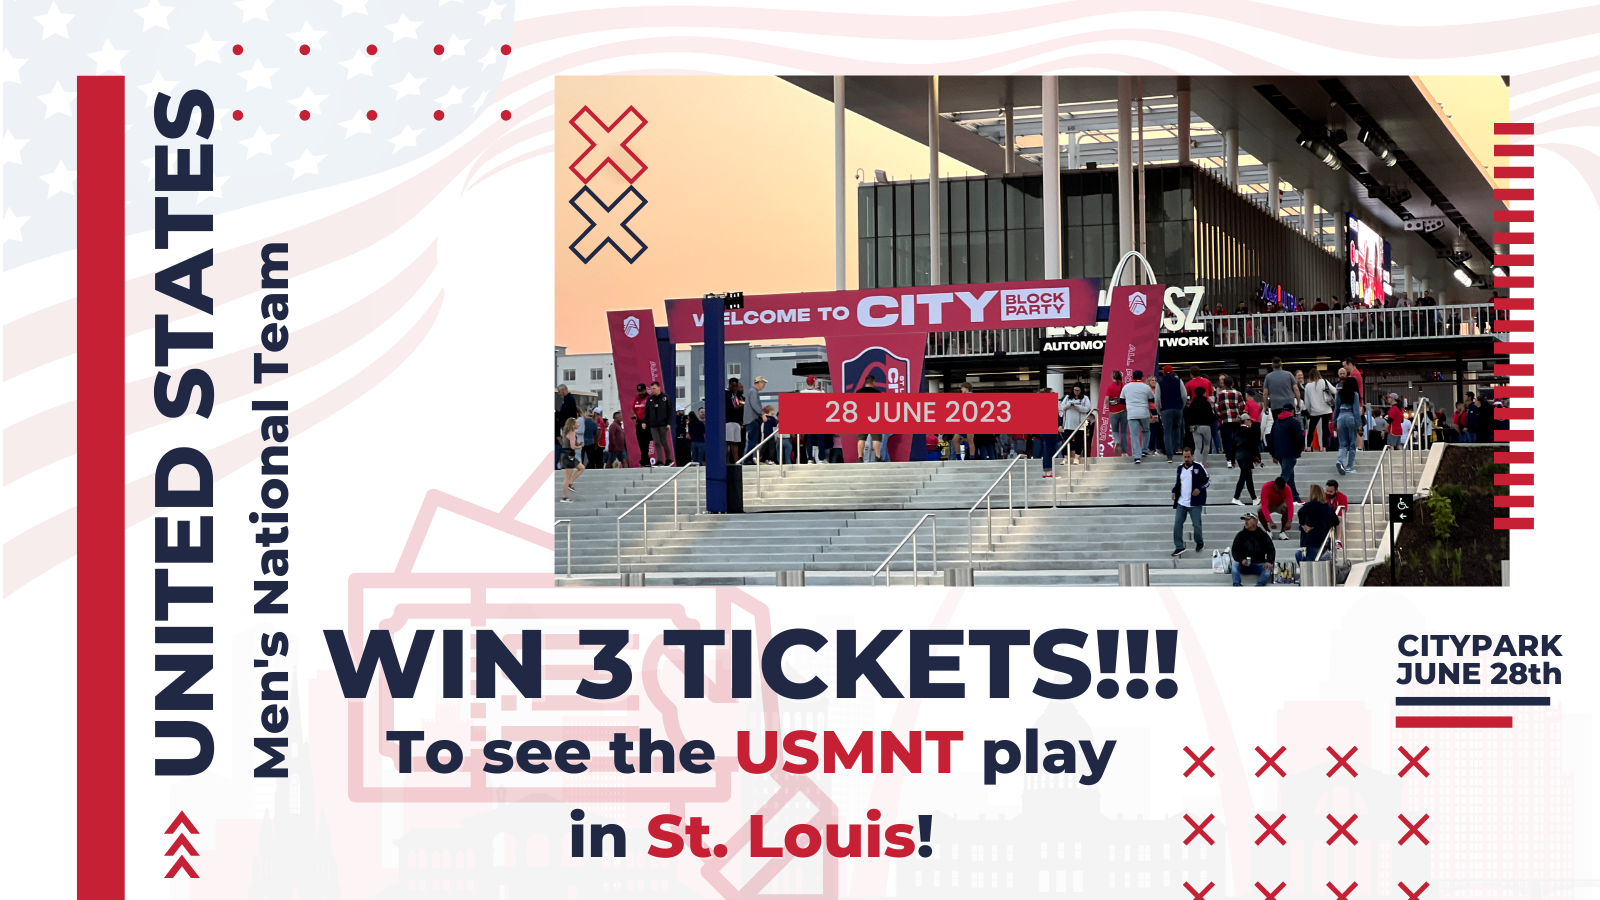 UNITED STATES
Men's National Team
WELCOME TO CITY BLOCK PARTY
AUTOMO
TWORK
28 JUNE 2023
WIN 3 TICKETS!!!
To see the USMNT play
in St. Louis!
CITYPARK
JUNE 28th